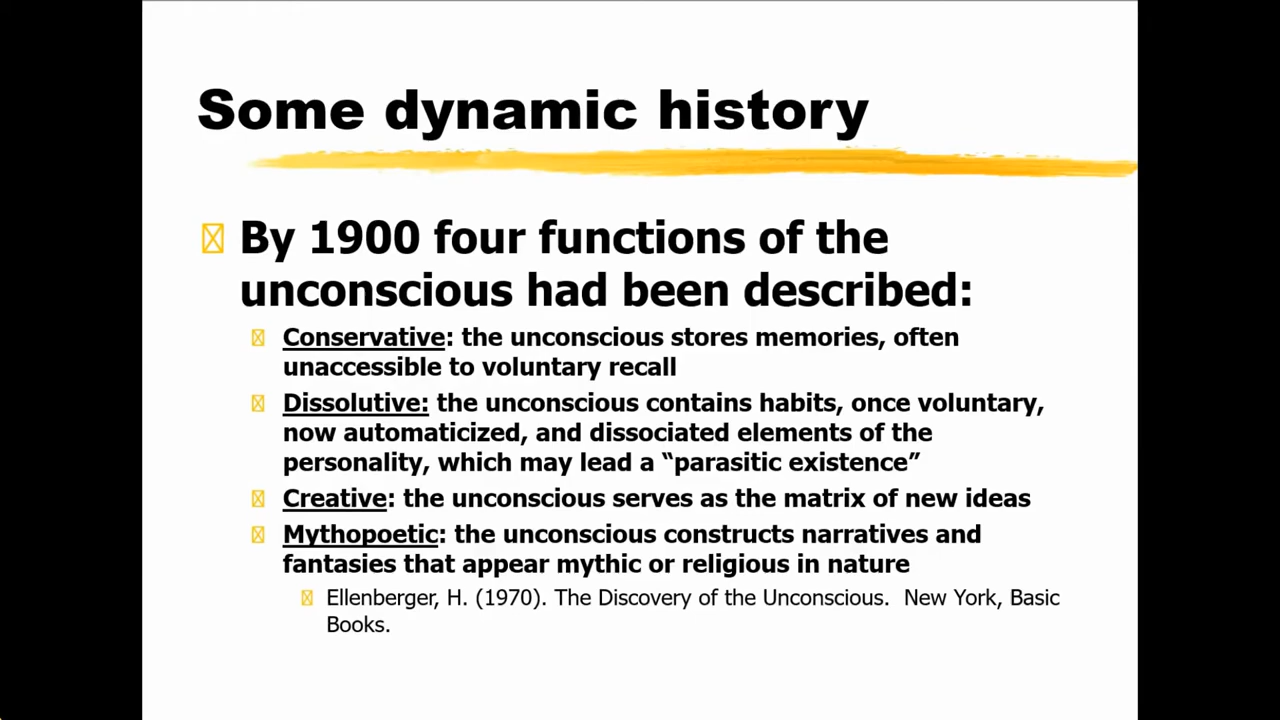 Some dynamic history
By 1900 four functions of the
unconscious had been described:
Conservative: the unconscious stores memories, often
unaccessible to voluntary recall
Dissolutive: the unconscious contains habits, once voluntary,
now automaticized, and dissociated elements of the
personality, which may lead a “parasitic existence”
Creative: the unconscious serves as the matrix of new ideas
Mythopoetic: the unconscious constructs narratives and
fantasies that appear mythic or religious in nature
Ellenberger, H. (1970). The Discovery of the Unconscious. New York, Basic
Books.